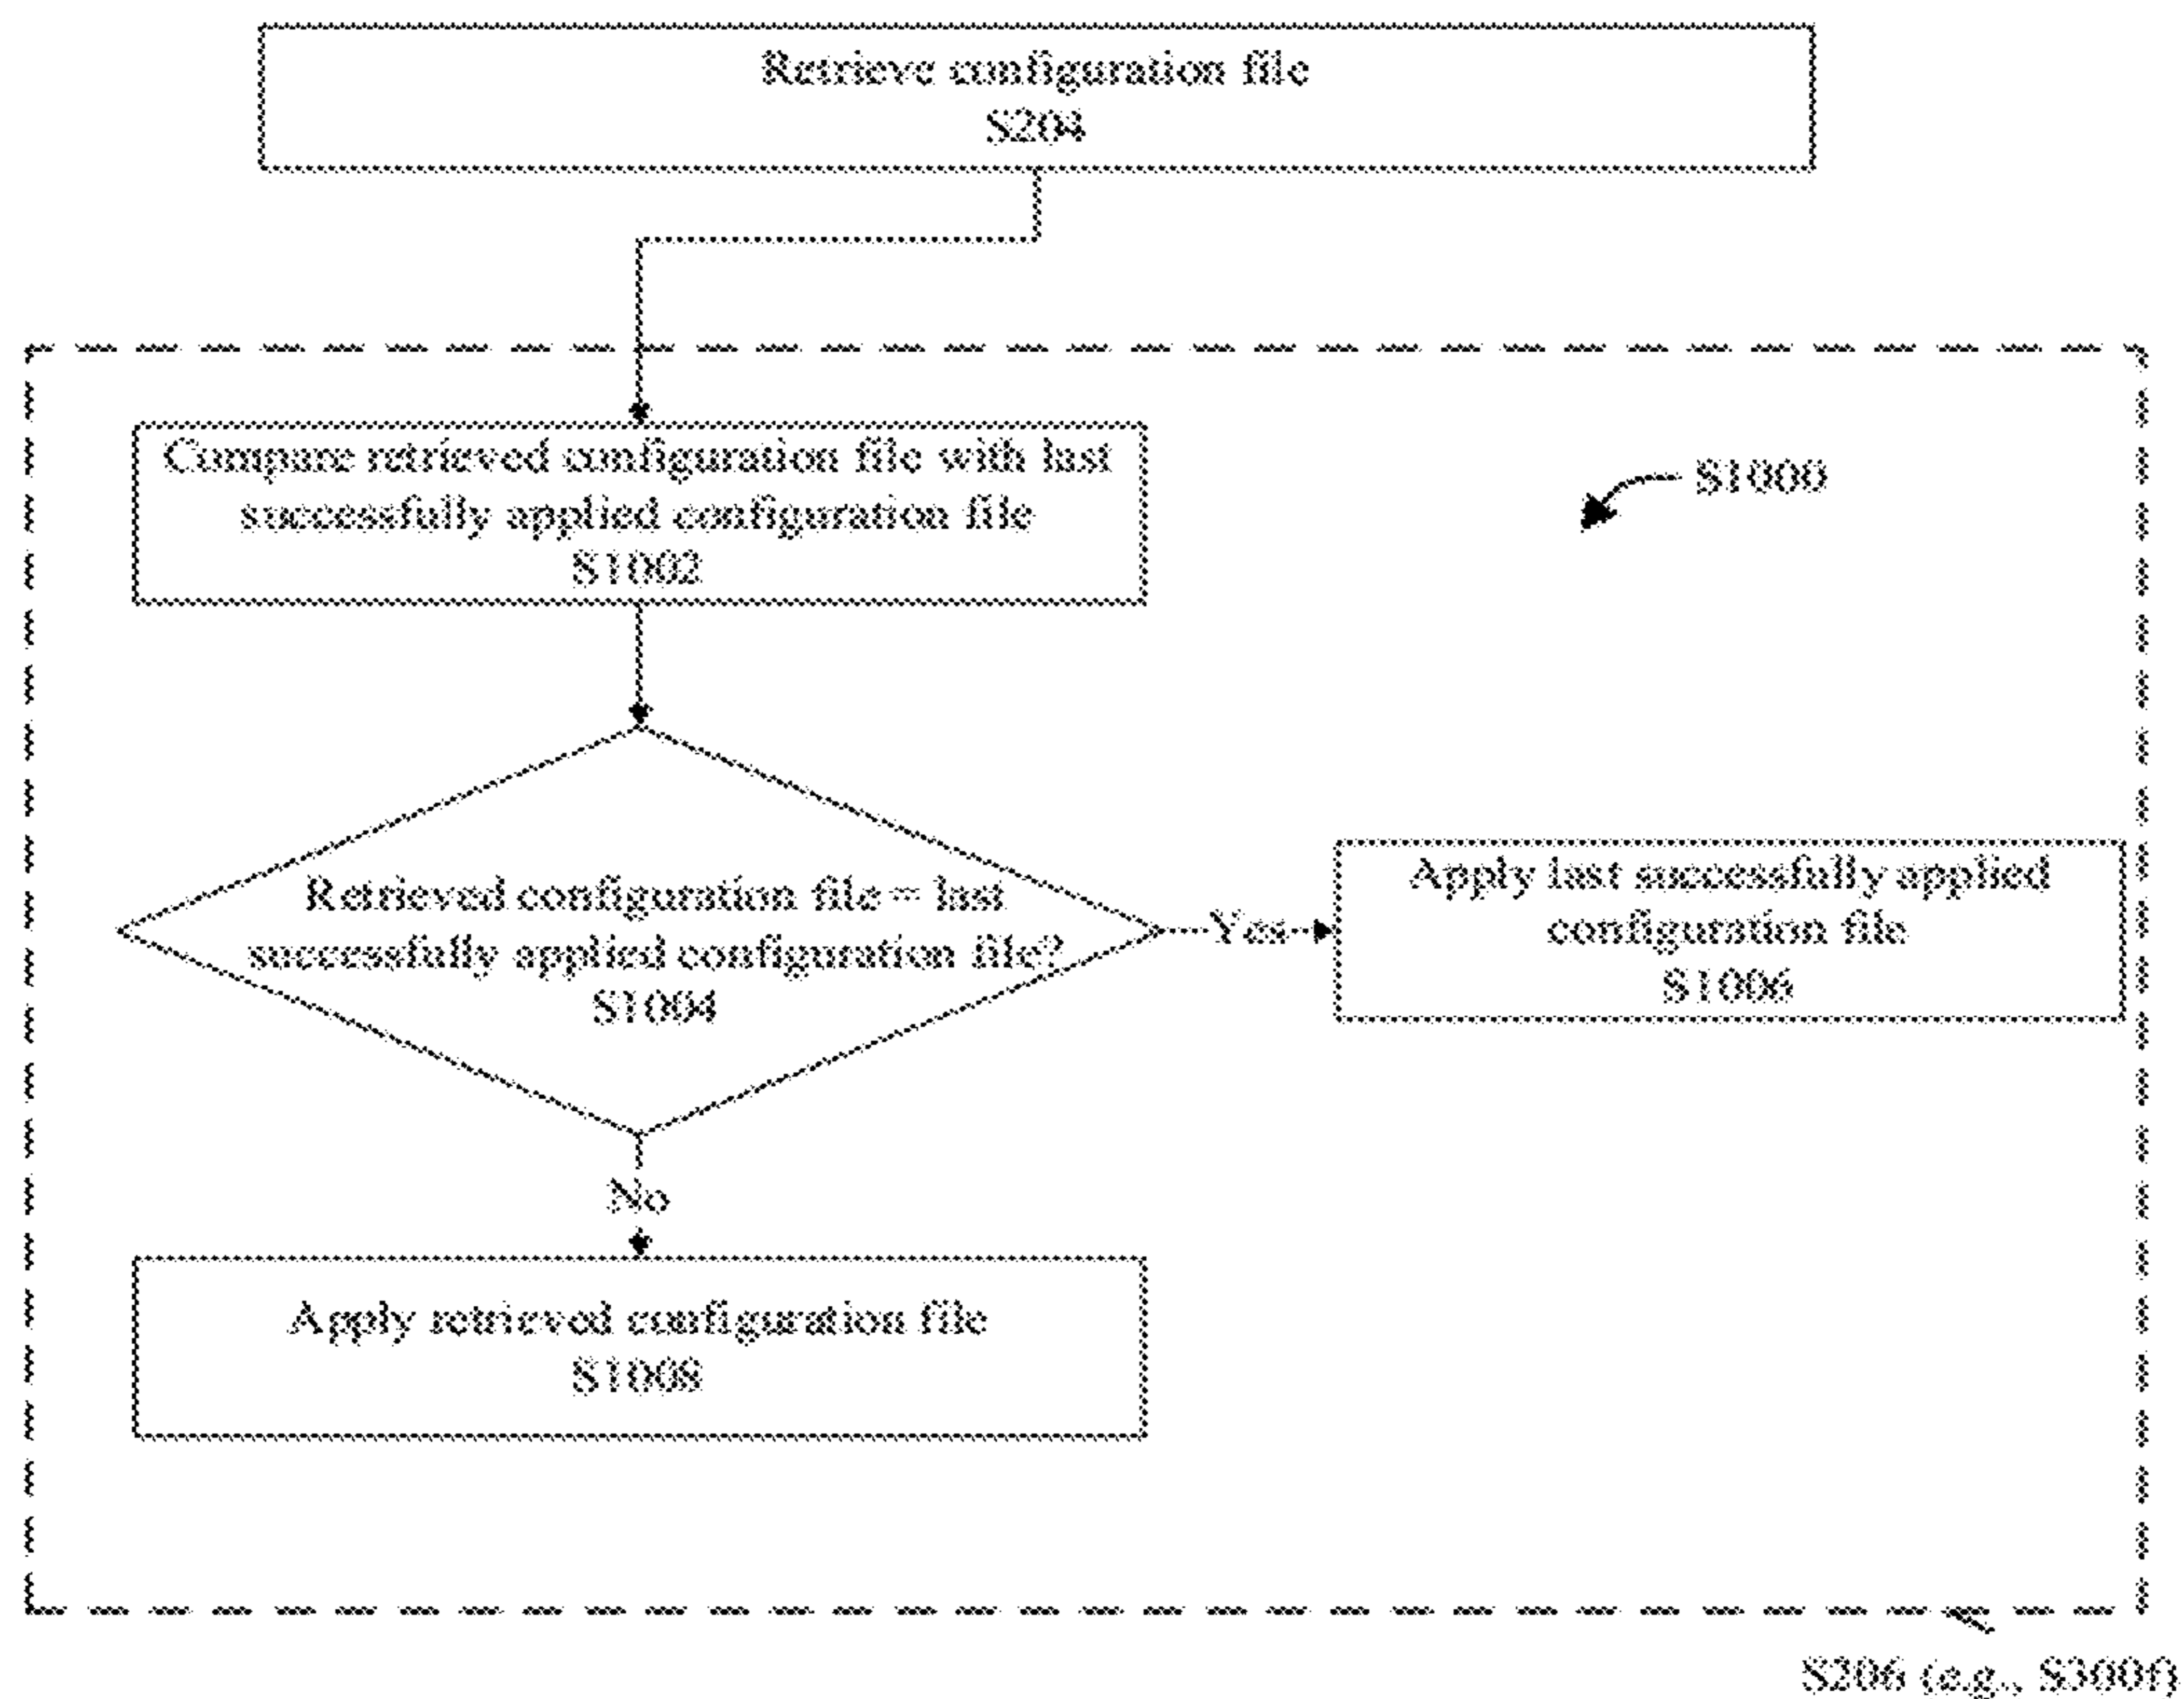 Retrieve configuration file
S204
Compare retrieved configuration file with last
successfully applied configuration file
S1002
S1000
Retrieved configuration file = last
successfully applied configuration file?
S1004
Yes
Apply last successfully applied
configuration file
S1006
No
Apply retrieved configuration file
S1008
S206 (e.g., S300f)